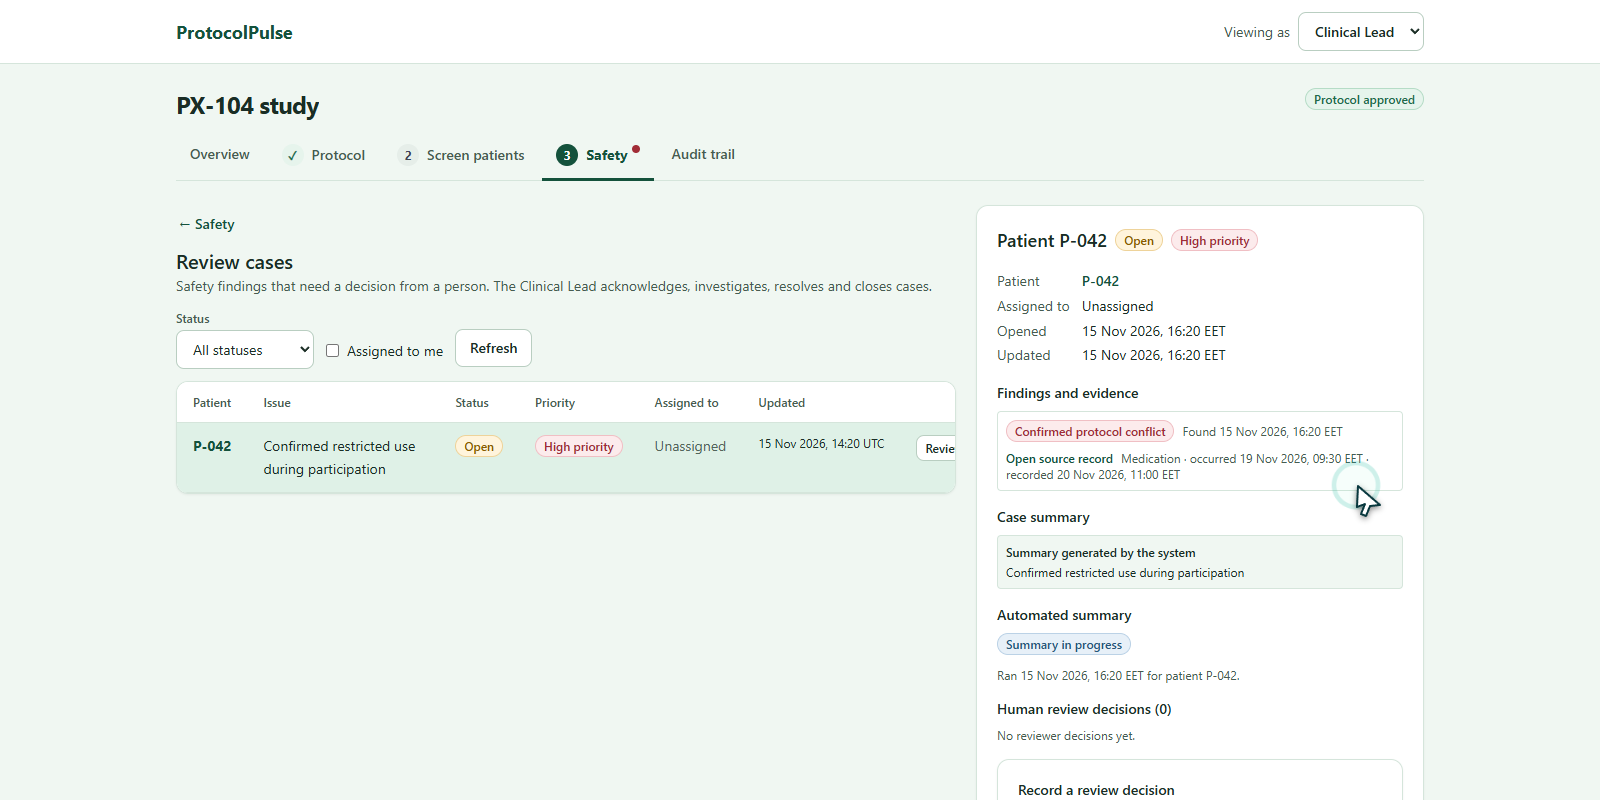 ProtocolPulse
Viewing as Clinical Lead
PX-104 study
Protocol approved
Overview ✓ Protocol 2 Screen patients 3 Safety Audit trail
← Safety
Review cases
Safety findings that need a decision from a person. The Clinical Lead acknowledges, investigates, resolves and closes cases.
Status
All statuses Assigned to me Refresh
Patient Issue Status Priority Assigned to Updated
P-042 Confirmed restricted use during participation Open High priority Unassigned 15 Nov 2026, 14:20 UTC Revie
Patient P-042 Open High priority
Patient P-042
Assigned to Unassigned
Opened 15 Nov 2026, 16:20 EET
Updated 15 Nov 2026, 16:20 EET
Findings and evidence
Confirmed protocol conflict Found 15 Nov 2026, 16:20 EET
Open source record Medication · occurred 19 Nov 2026, 09:30 EET ·
recorded 20 Nov 2026, 11:00 EET
Case summary
Summary generated by the system
Confirmed restricted use during participation
Automated summary
Summary in progress
Ran 15 Nov 2026, 16:20 EET for patient P-042.
Human review decisions (0)
No reviewer decisions yet.
Record a review decision